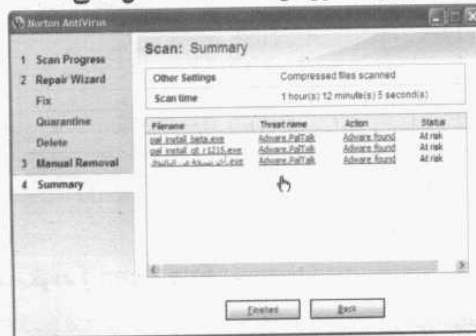 Norton AntiVirus
1 Scan Progress
2 Repair Wizard
Fix
Quarantine
Delete
3 Manual Removal
4 Summary
Scan: Summary
Other Settings Compressed files scanned
Scan time 1 hour(s) 12 minute(s) 5 second(s)
Filename Threat name Action Status
pal_install_beta.exe Adware.PalTalk Adware found At risk
pal_install_qt_r1215.exe Adware.PalTalk Adware found At risk
.exe Adware.PalTalk Adware found At risk
Finished
Back